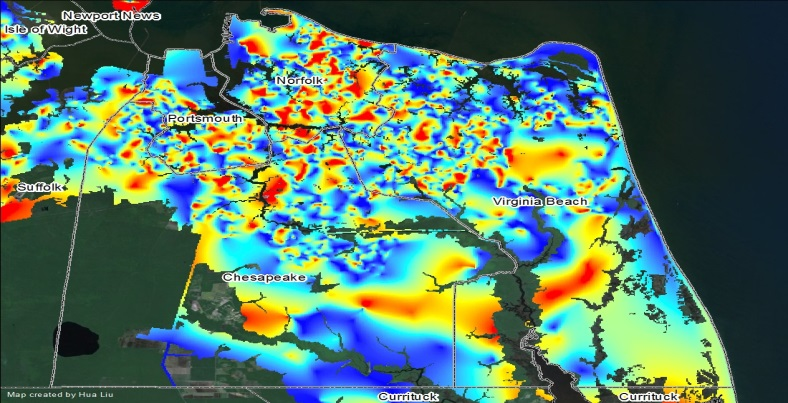 Newport News
Isle of Wight
Norfolk
Portsmouth
Suffolk
Virginia Beach
Chesapeake
Map created by Hua Liu
Currituck
Currituck